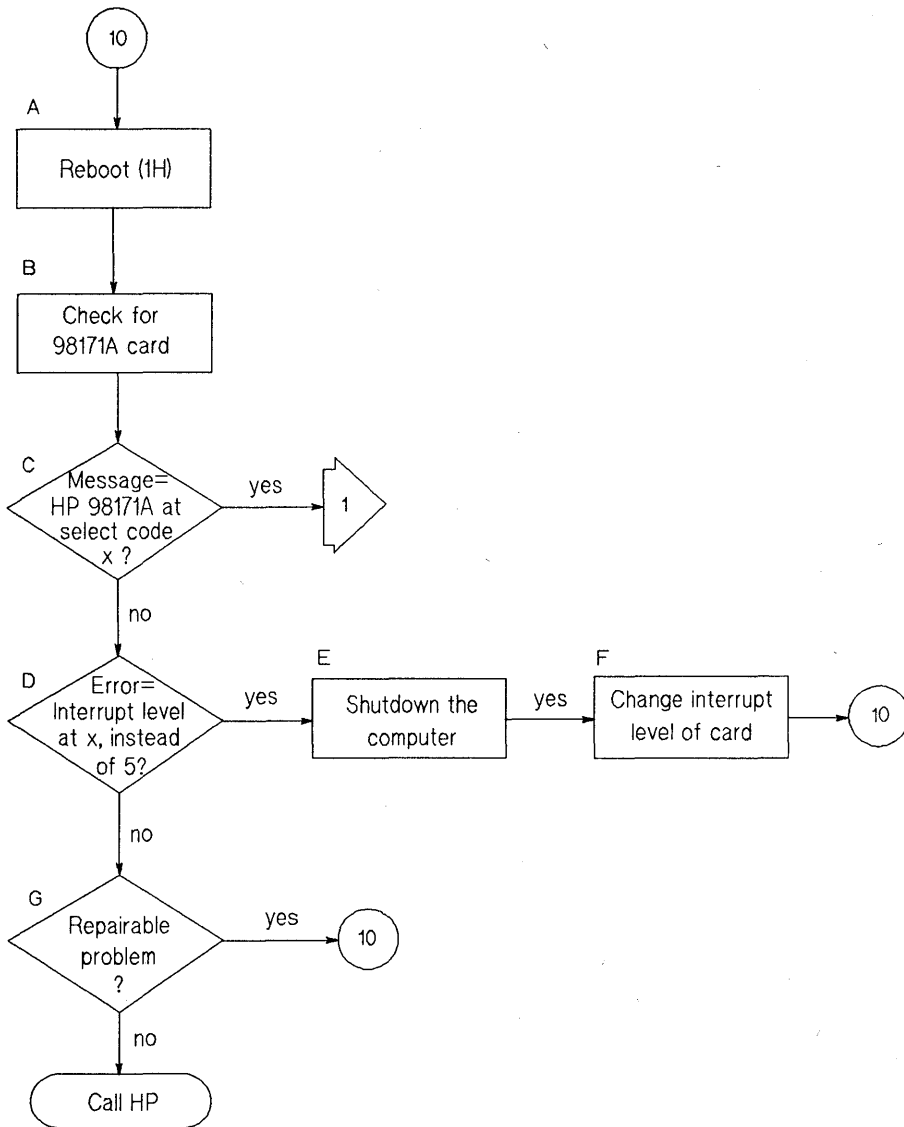 10
A
Reboot (1H)
B
Check for
98171A card
C
Message=
HP 98171A at
select code
x ?
yes
1
no
D
Error=
Interrupt level
at x, instead
of 5?
yes
E
Shutdown the
computer
yes
F
Change interrupt
level of card
10
no
G
Repairable
problem
?
yes
10
no
Call HP